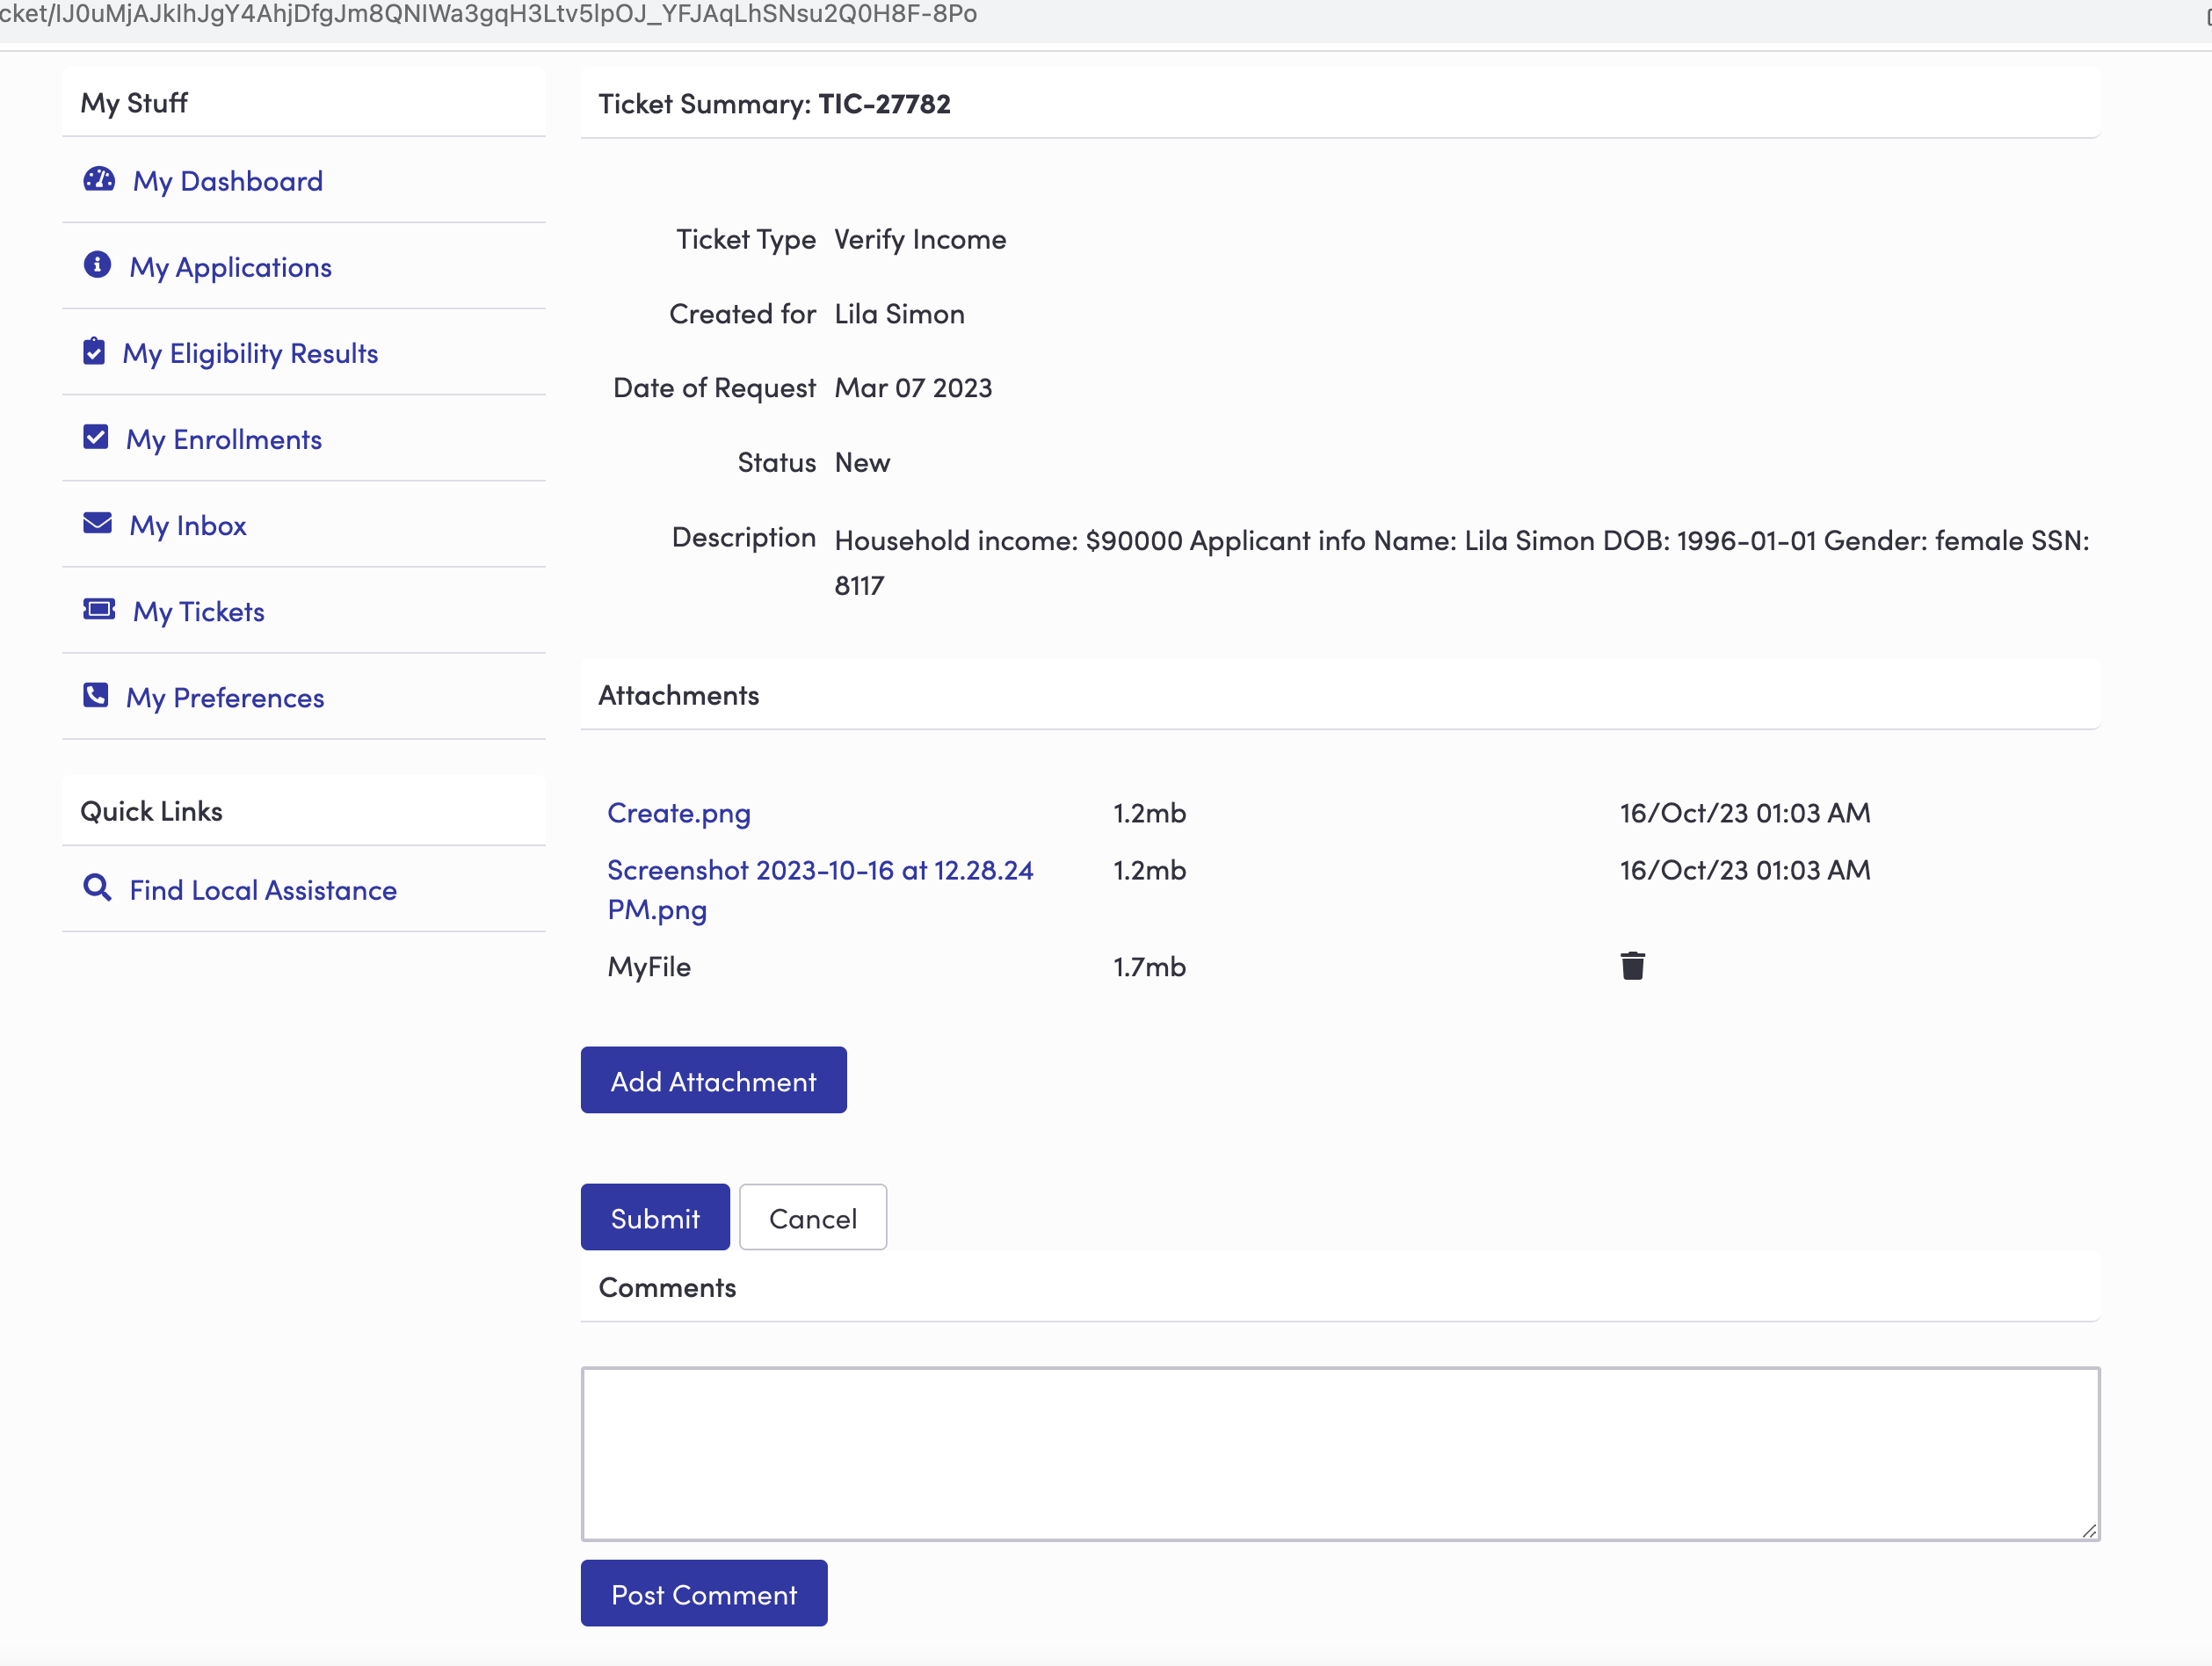 cket/IJ0uMjAJkIhJgY4AhjDfgJm8QNIWa3gqH3Ltv5lpOJ_YFJAqLhSNsu2Q0H8F-8Po
My Stuff
My Dashboard
My Applications
My Eligibility Results
My Enrollments
My Inbox
My Tickets
My Preferences
Quick Links
Find Local Assistance
Ticket Summary: TIC-27782
Ticket Type Verify Income
Created for Lila Simon
Date of Request Mar 07 2023
Status New
Description Household income: $90000 Applicant info Name: Lila Simon DOB: 1996-01-01 Gender: female SSN:
8117
Attachments
Create.png 1.2mb 16/Oct/23 01:03 AM
Screenshot 2023-10-16 at 12.28.24 1.2mb 16/Oct/23 01:03 AM
PM.png
MyFile 1.7mb
Add Attachment
Submit Cancel
Comments
Post Comment